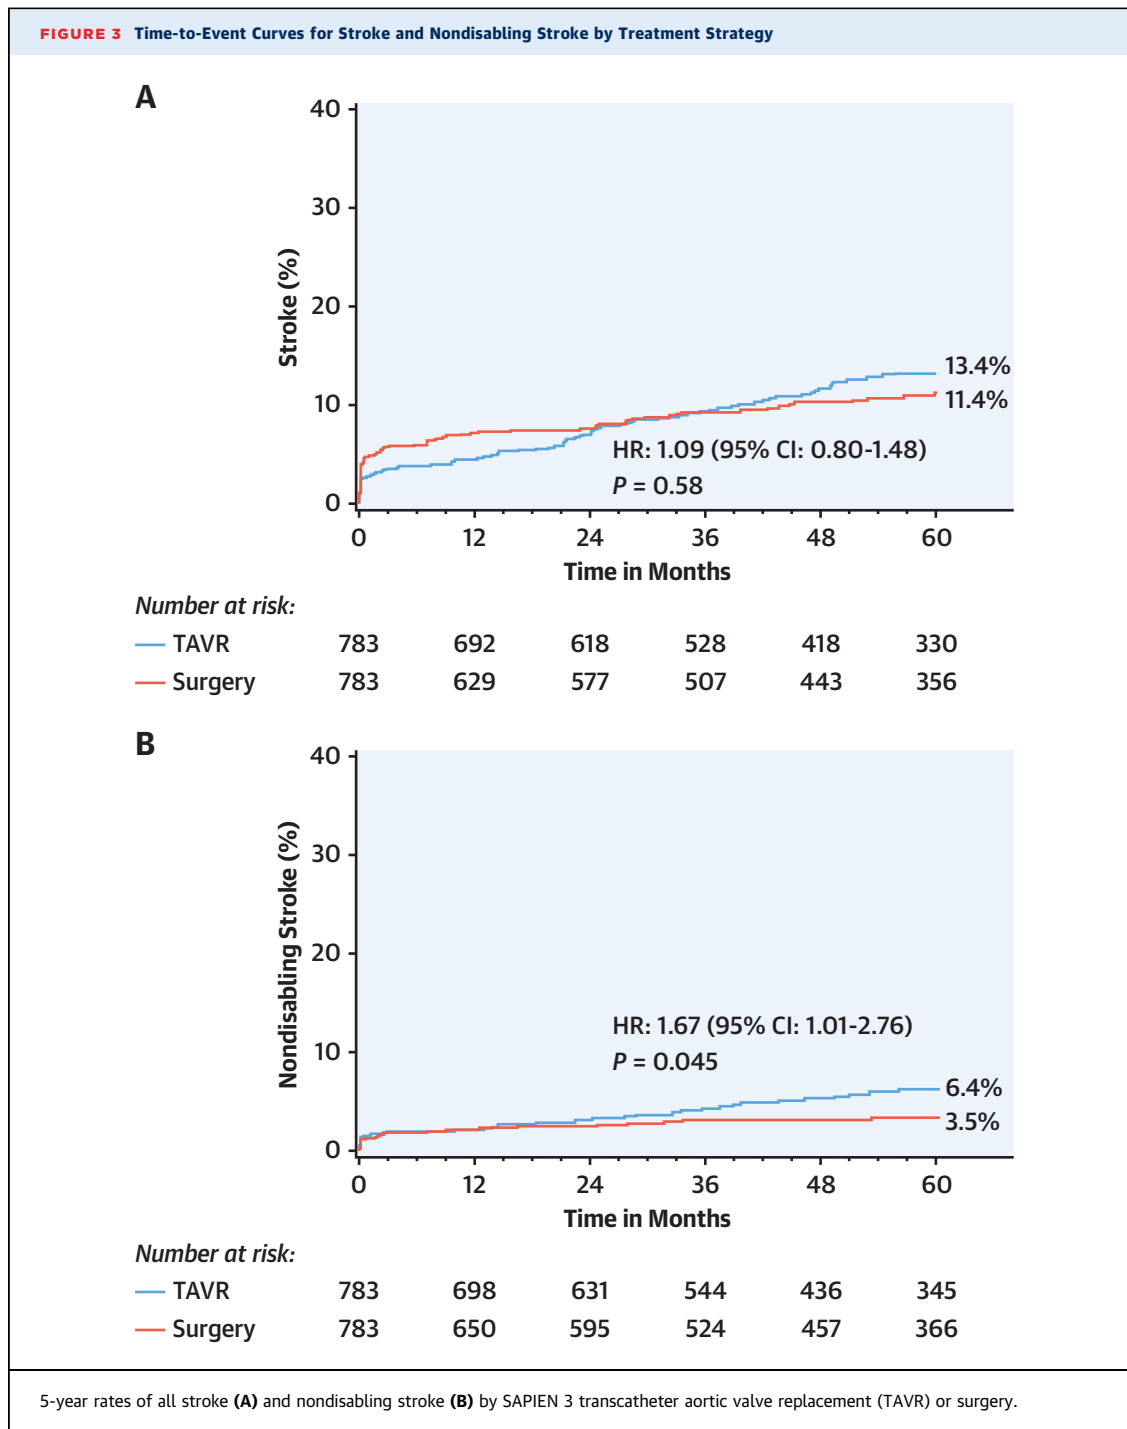 FIGURE 3 Time-to-Event Curves for Stroke and Nondisabling Stroke by Treatment Strategy
A
40
30
20
10
0
Stroke (%)
13.4%
11.4%
HR: 1.09 (95% CI: 0.80-1.48)
P = 0.58
0 12 24 36 48 60
Time in Months
Number at risk:
TAVR 783 692 618 528 418 330
Surgery 783 629 577 507 443 356
B
40
30
20
10
0
Nondisabling Stroke (%)
HR: 1.67 (95% CI: 1.01-2.76)
P = 0.045
6.4%
3.5%
0 12 24 36 48 60
Time in Months
Number at risk:
TAVR 783 698 631 544 436 345
Surgery 783 650 595 524 457 366
5-year rates of all stroke (A) and nondisabling stroke (B) by SAPIEN 3 transcatheter aortic valve replacement (TAVR) or surgery.